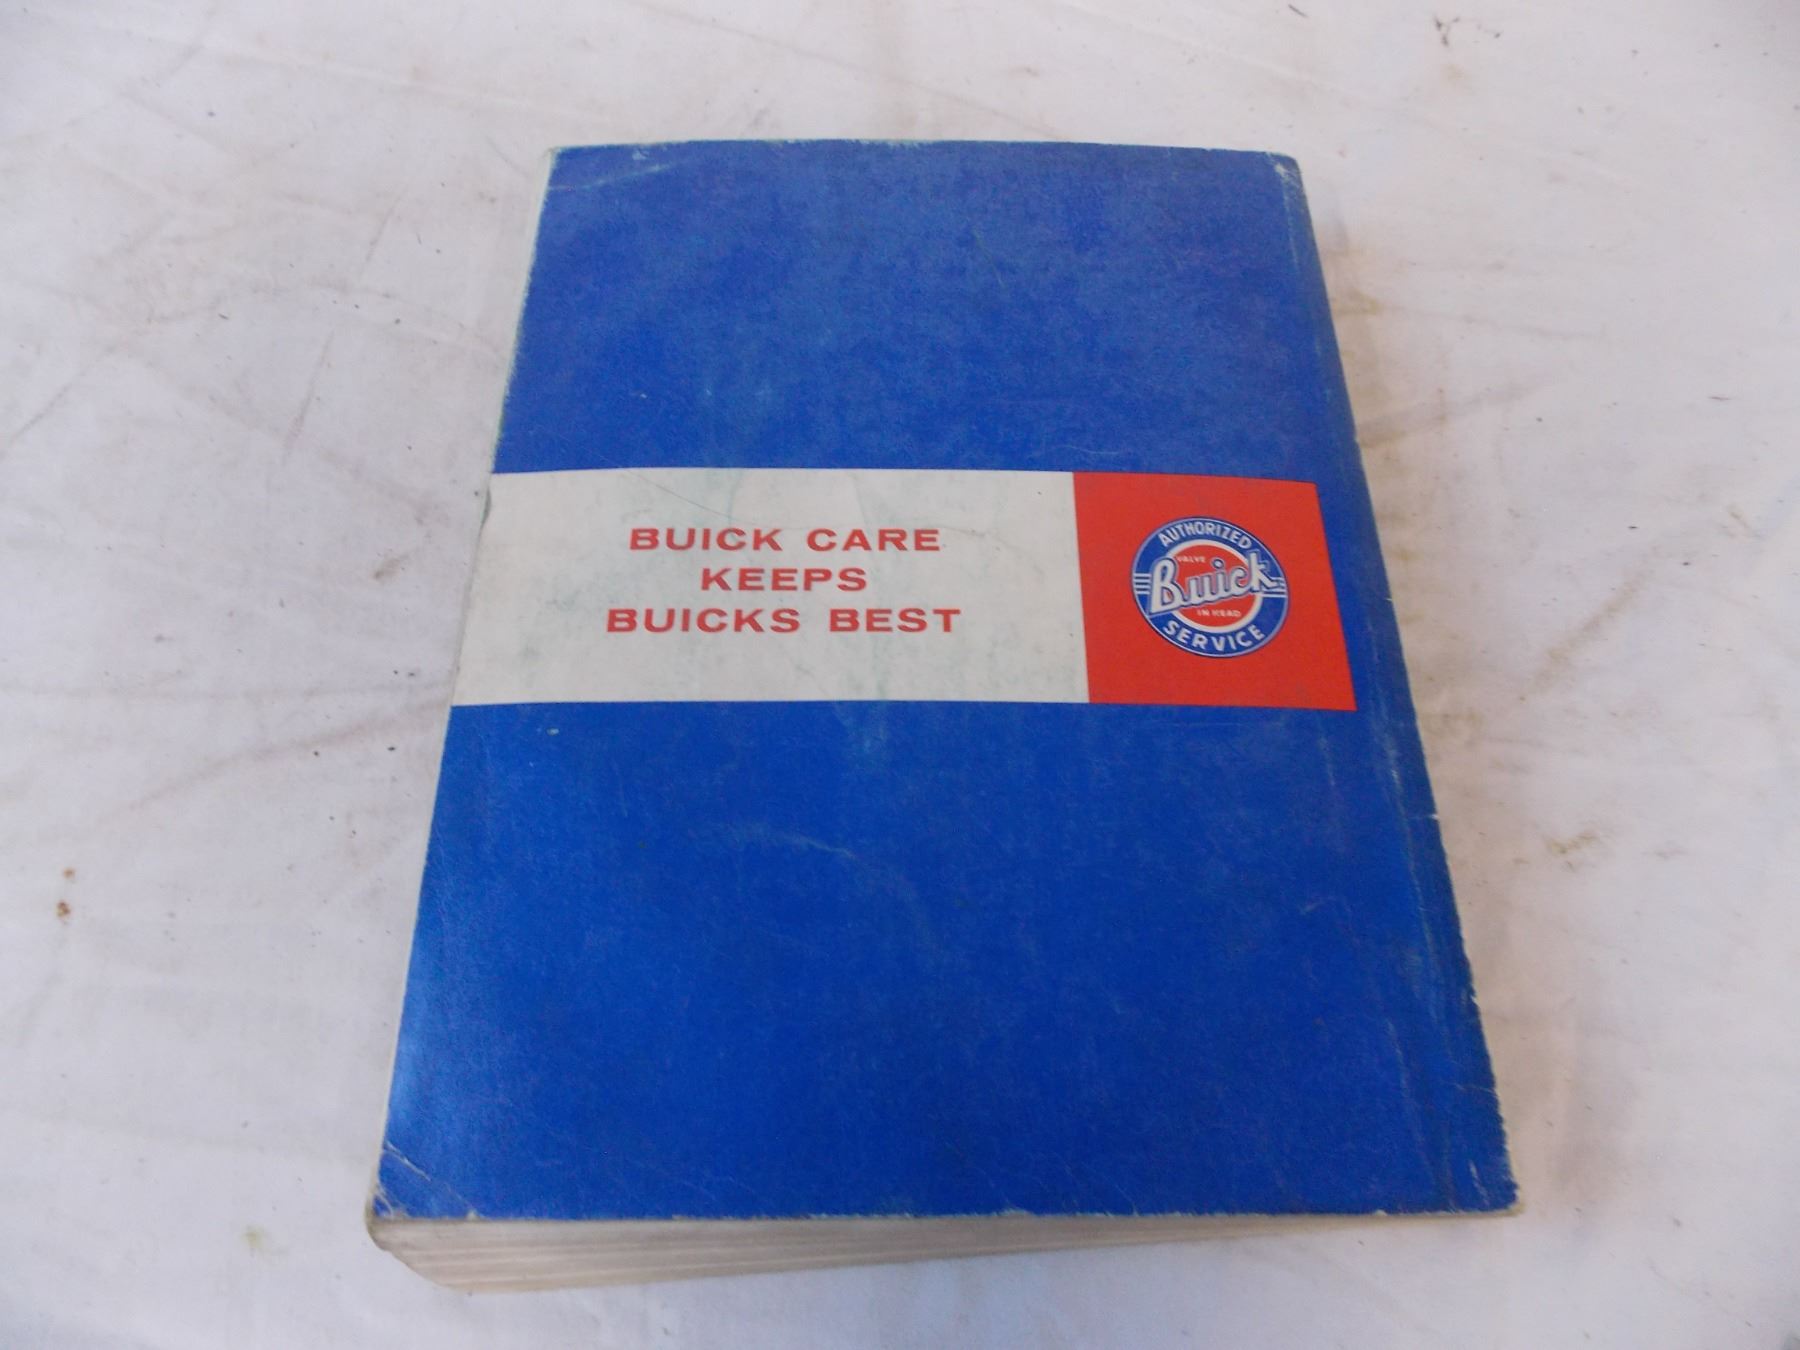 BUICK CARE
KEEPS
BUICKS BEST
AUTHORIZED
VALVE
Buick
IN HEAD
SERVICE